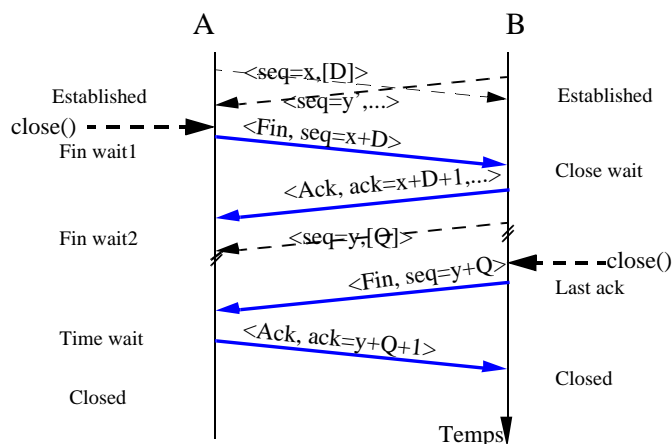 A
B
<seq=x,[D]>
<seq=y',...>
Established
Established
close()
<Fin, seq=x+D>
Fin wait1
Close wait
<Ack, ack=x+D+1,...>
Fin wait2
<seq=y,[Q]>
close()
<Fin, seq=y+Q>
Last ack
Time wait
<Ack, ack=y+Q+1>
Closed
Closed
Temps